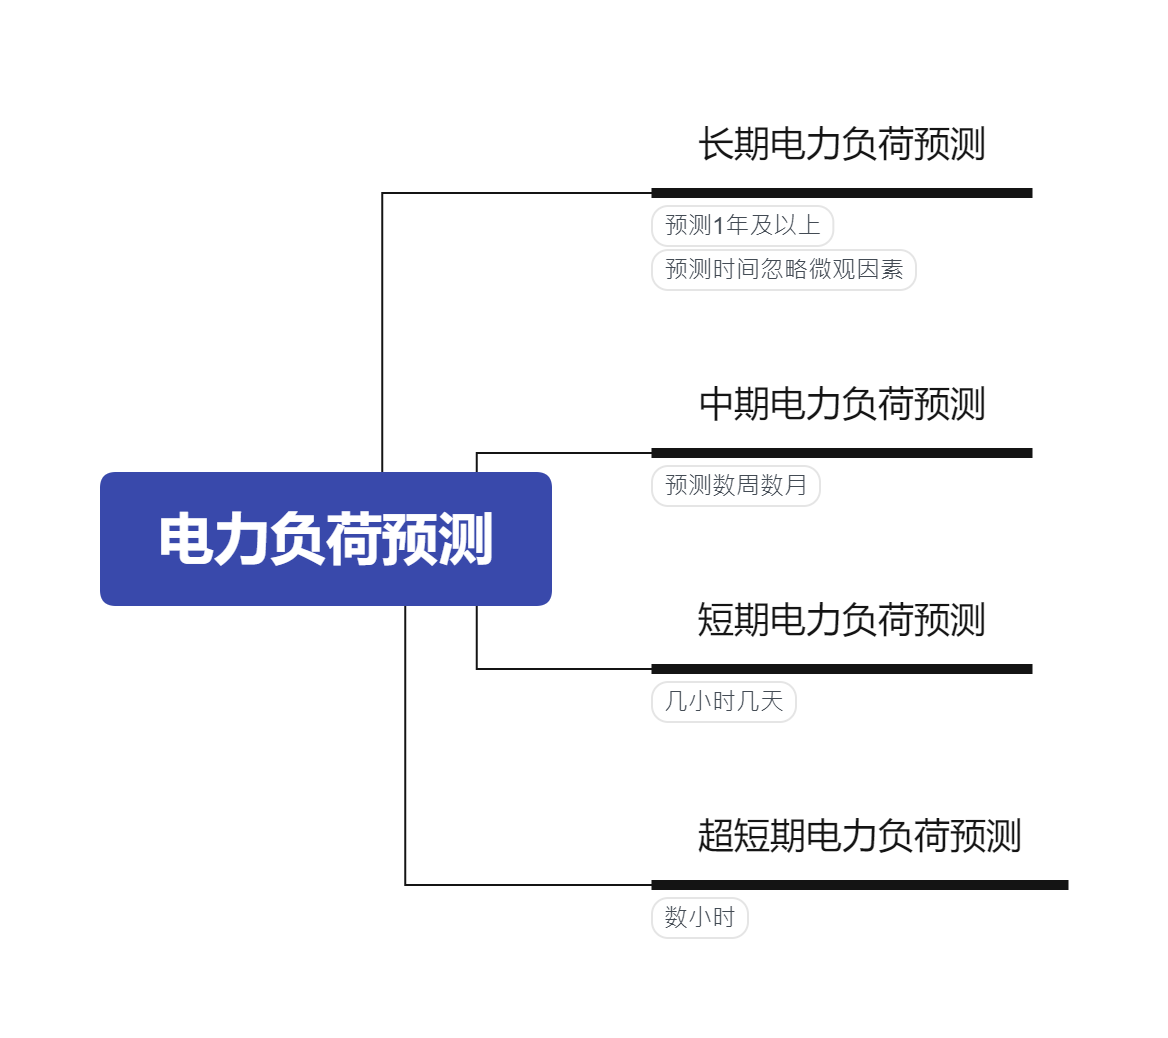 长期电力负荷预测
预测1年及以上
预测时间忽略微观因素
中期电力负荷预测
预测数周数月
电力负荷预测
短期电力负荷预测
几小时几天
超短期电力负荷预测
数小时